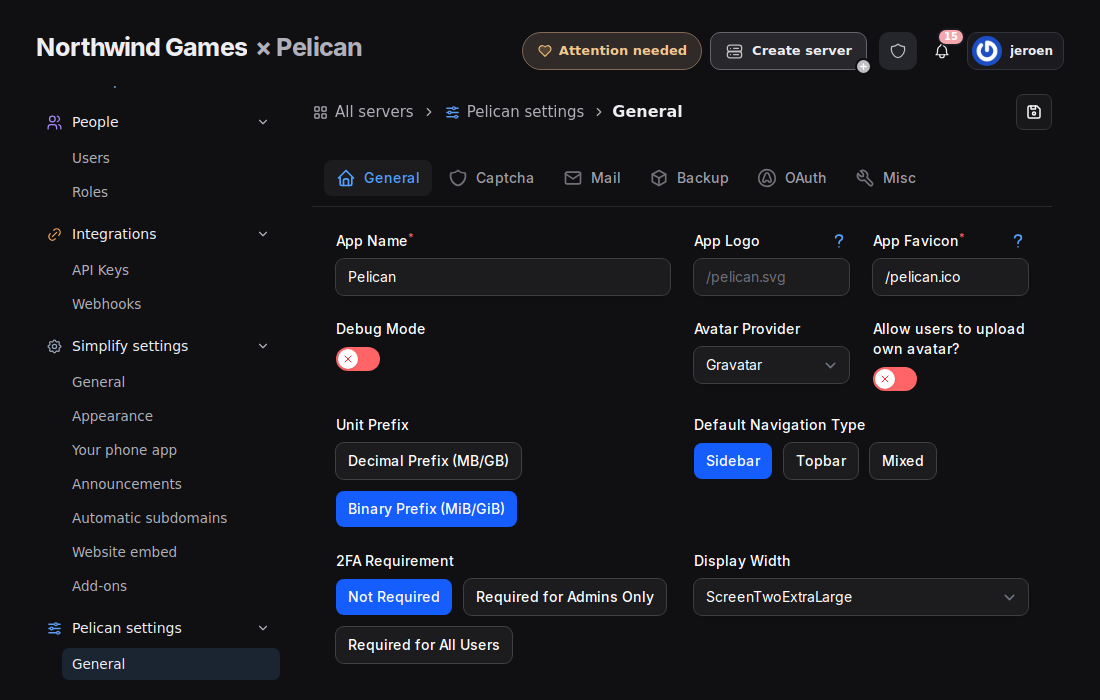 Northwind Games × Pelican
Attention needed
Create server
15
jeroen
People
Users
Roles
Integrations
API Keys
Webhooks
Simplify settings
General
Appearance
Your phone app
Announcements
Automatic subdomains
Website embed
Add-ons
Pelican settings
General
All servers > Pelican settings > General
General Captcha Mail Backup OAuth Misc
App Name*
Pelican
App Logo ?
/pelican.svg
App Favicon* ?
/pelican.ico
Debug Mode
Avatar Provider
Gravatar
Allow users to upload
own avatar?
Unit Prefix
Decimal Prefix (MB/GB)
Binary Prefix (MiB/GiB)
Default Navigation Type
Sidebar Topbar Mixed
2FA Requirement
Not Required Required for Admins Only
Required for All Users
Display Width
ScreenTwoExtraLarge